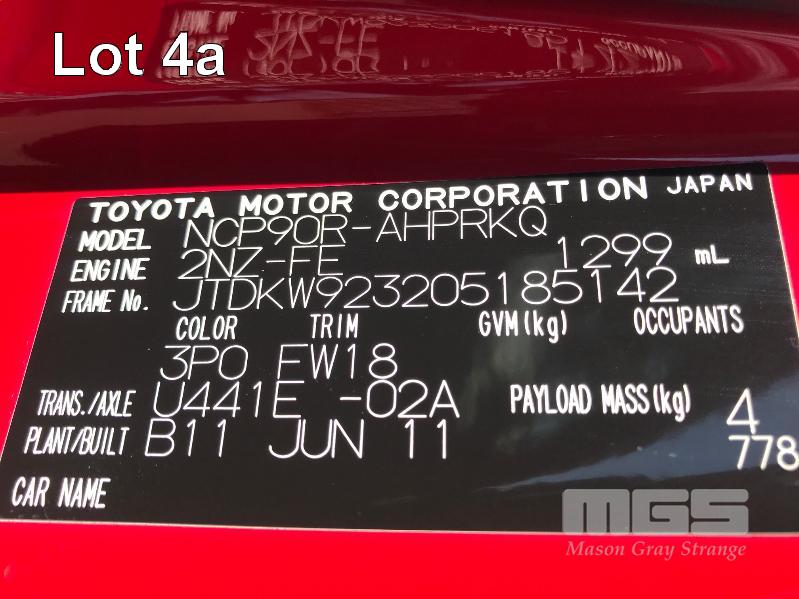 Lot 4a
TOYOTA MOTOR CORPORATION JAPAN
MODEL NCP90R-AHPRKQ
ENGINE 2NZ-FE 1299 mL
FRAME No. JTDKW923205185142
COLOR TRIM GVM(kg) OCCUPANTS
3P0 FW18
TRANS./AXLE U441E -02A PAYLOAD MASS(kg) 4
PLANT/BUILT B11 JUN 11 778
CAR NAME
MGS
Mason Gray Strange